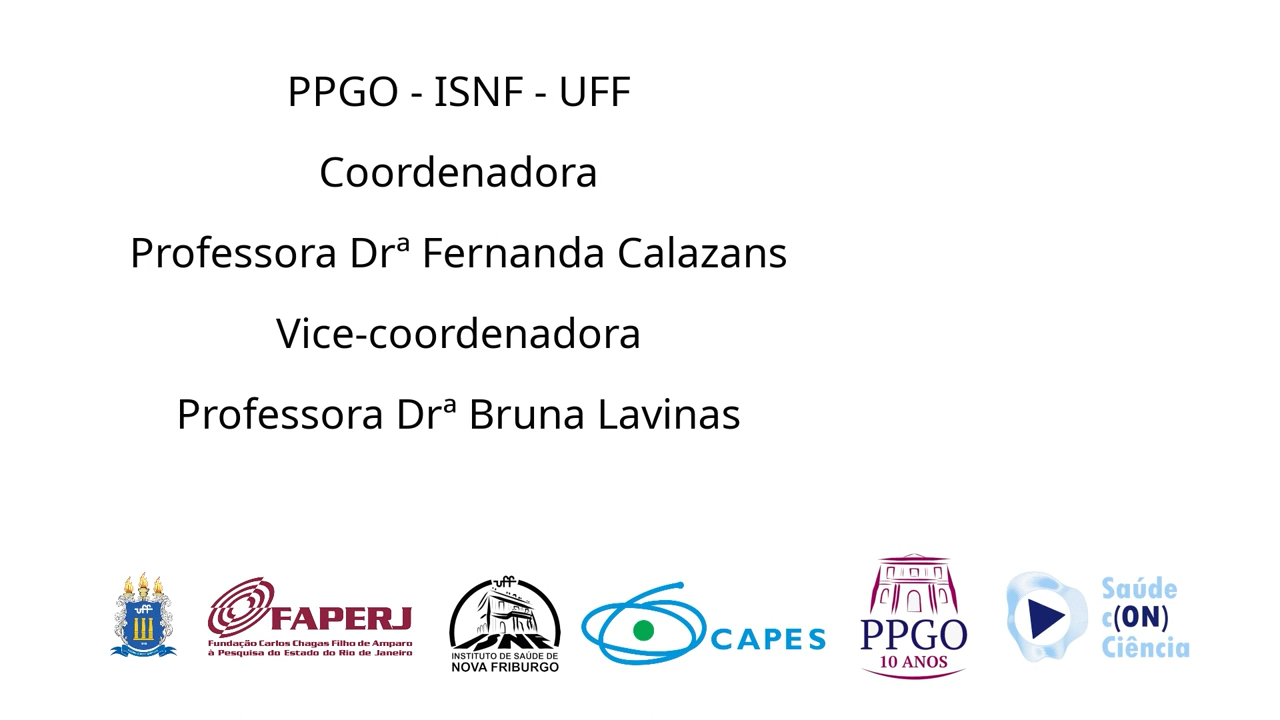 PPGO - ISNF - UFF
Coordenadora
Professora Drª Fernanda Calazans
Vice-coordenadora
Professora Drª Bruna Lavinas
uff
FAPERJ
Fundação Carlos Chagas Filho de Amparo
à Pesquisa do Estado do Rio de Janeiro
uff
ISNF
INSTITUTO DE SAÚDE DE
NOVA FRIBURGO
CAPES
PPGO
10 ANOS
Saúde
c(ON)
Ciência